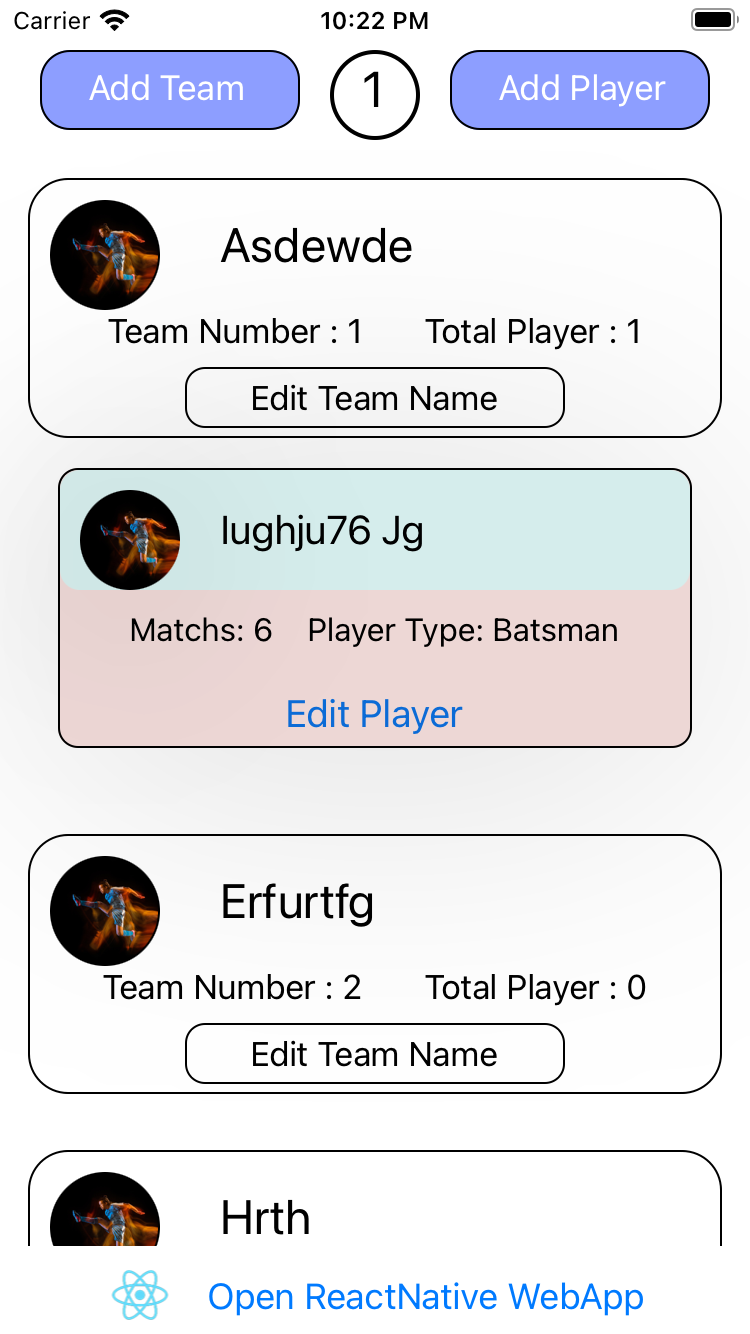 Carrier 10:22 PM
Add Team 1 Add Player
Asdewde
Team Number : 1 Total Player : 1
Edit Team Name
Iughju76 Jg
Matchs: 6 Player Type: Batsman
Edit Player
Erfurtfg
Team Number : 2 Total Player : 0
Edit Team Name
Hrth
Open ReactNative WebApp